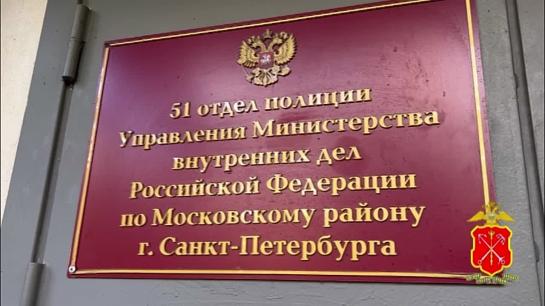 51 отдел полиции
Управления Министерства
внутренних дел
Российской Федерации
по Московскому району
г. Санкт-Петербурга